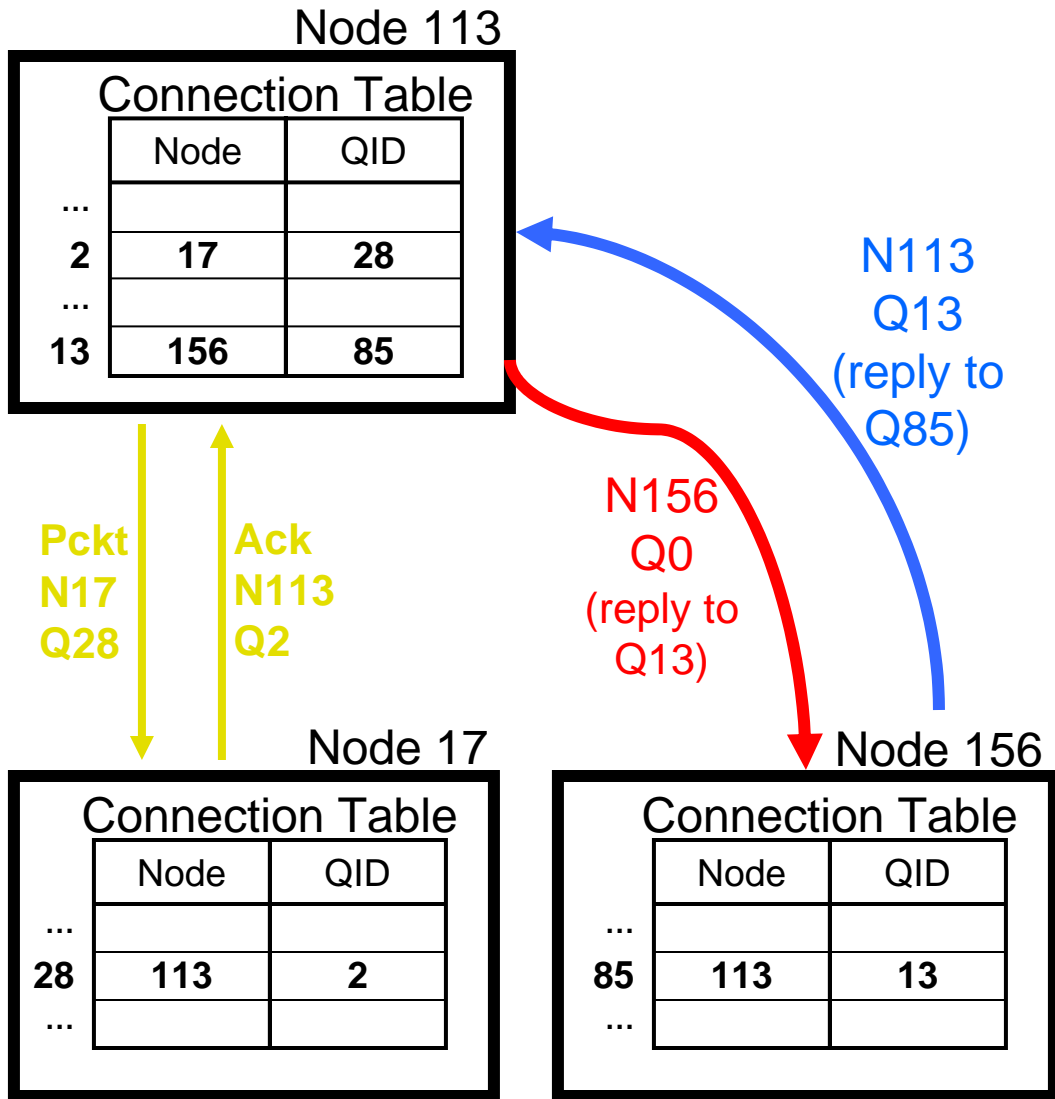 Node 113
Connection Table
Node QID
...
2 17 28
...
13 156 85
N113
Q13
(reply to
Q85)
N156
Q0
(reply to
Q13)
Pckt
N17
Q28
Ack
N113
Q2
Node 17
Connection Table
Node QID
...
28 113 2
...
Node 156
Connection Table
Node QID
...
85 113 13
...